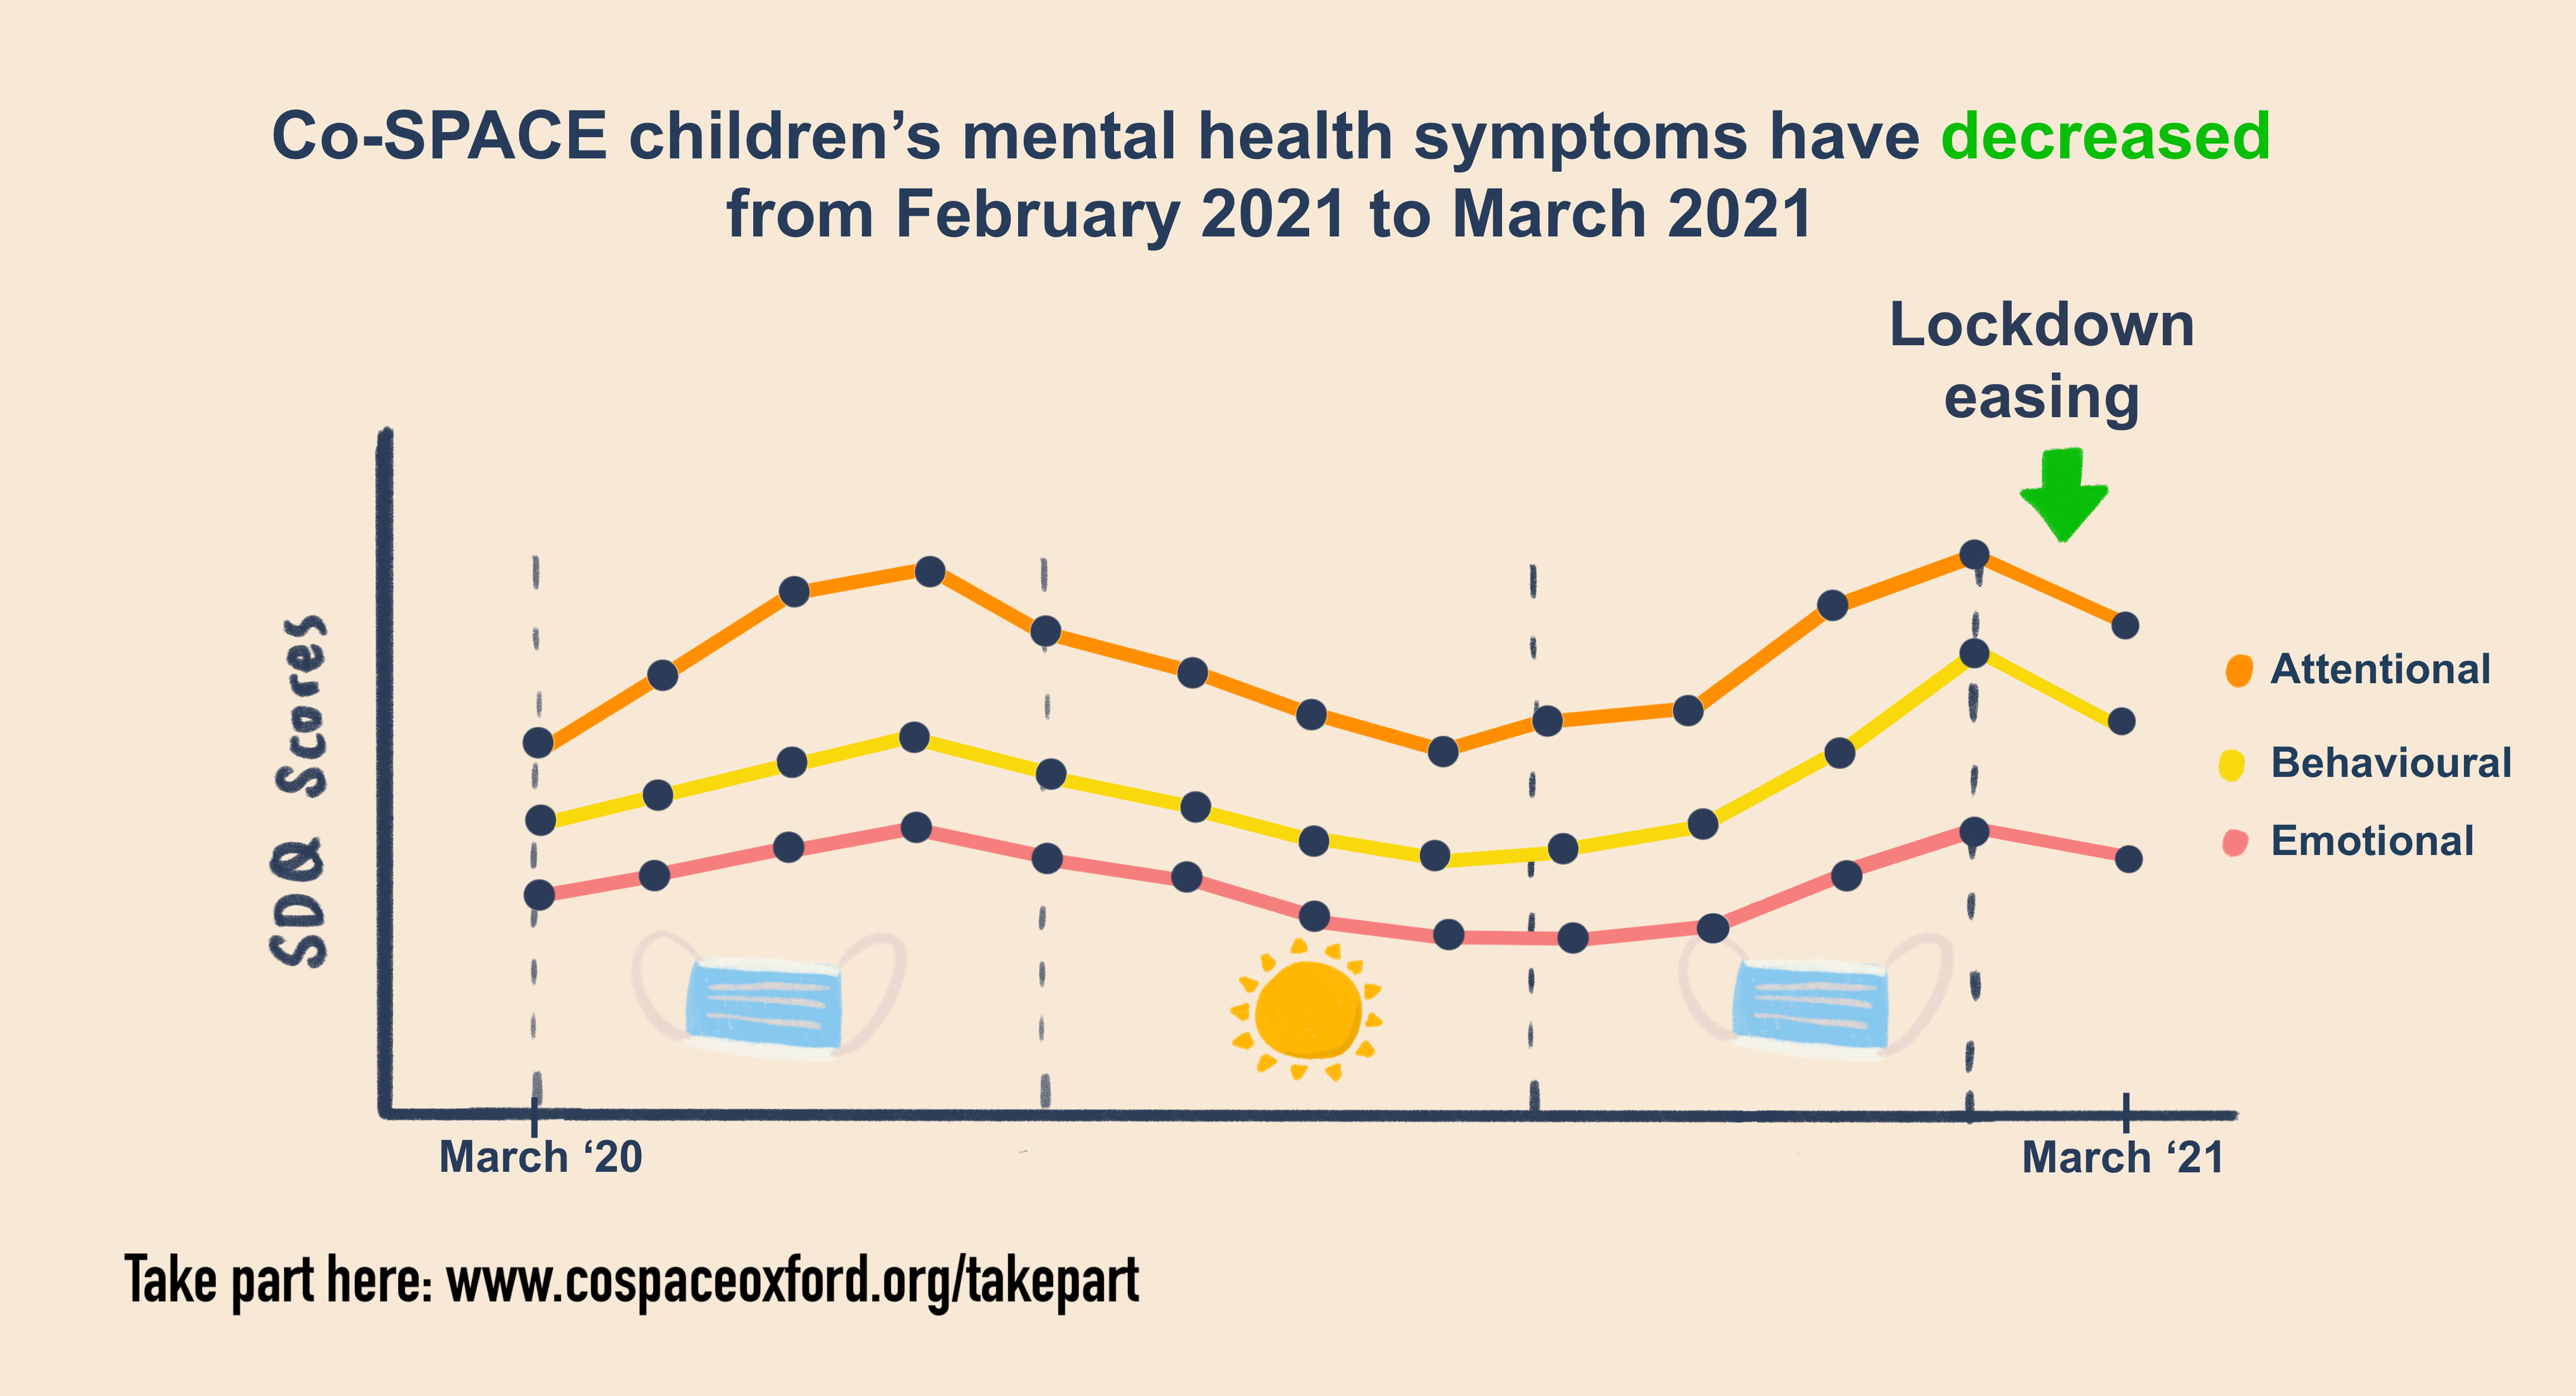 Co-SPACE children’s mental health symptoms have decreased
from February 2021 to March 2021
Lockdown
easing
SDQ Scores
Attentional
Behavioural
Emotional
March ‘20
March ‘21
Take part here: www.cospaceoxford.org/takepart